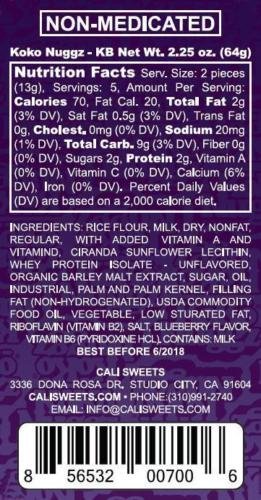 NON-MEDICATED
Koko Nuggz - KB Net Wt. 2.25 oz. (64g)
Nutrition Facts Serv. Size: 2 pieces
(13g), Servings: 5, Amount Per Serving:
Calories 70, Fat Cal. 20, Total Fat 2g
(3% DV), Sat Fat 0.5g (3% DV), Trans Fat
0g, Cholest. 0mg (0% DV), Sodium 20mg
(1% DV), Total Carb. 9g (3% DV), Fiber 0g
(0% DV), Sugars 2g, Protein 2g, Vitamin A
(0% DV), Vitamin C (0% DV), Calcium (6%
DV), Iron (0% DV). Percent Daily Values
(DV) are based on a 2,000 calorie diet.
INGREDIENTS: RICE FLOUR, MILK, DRY, NONFAT,
REGULAR, WITH ADDED VITAMIN A AND
VITAMIND, CIRANDA SUNFLOWER LECITHIN,
WHEY PROTEIN ISOLATE - UNFLAVORED,
ORGANIC BARLEY MALT EXTRACT, SUGAR, OIL,
INDUSTRIAL, PALM AND PALM KERNEL, FILLING
FAT (NON-HYDROGENATED), USDA COMMODITY
FOOD OIL, VEGETABLE, LOW STURATED FAT,
RIBOFLAVIN (VITAMIN B2), SALT, BLUEBERRY FLAVOR,
VITAMIN B6 (PYRIDOXINE HCL), CONTAINS: MILK
BEST BEFORE 6/2018
CALI SWEETS
3336 DONA ROSA DR. STUDIO CITY, CA 91604
CALISWEETS.COM • PHONE:(310)991-2740
EMAIL: INFO@CALISWEETS.COM
8 56532 00700 6